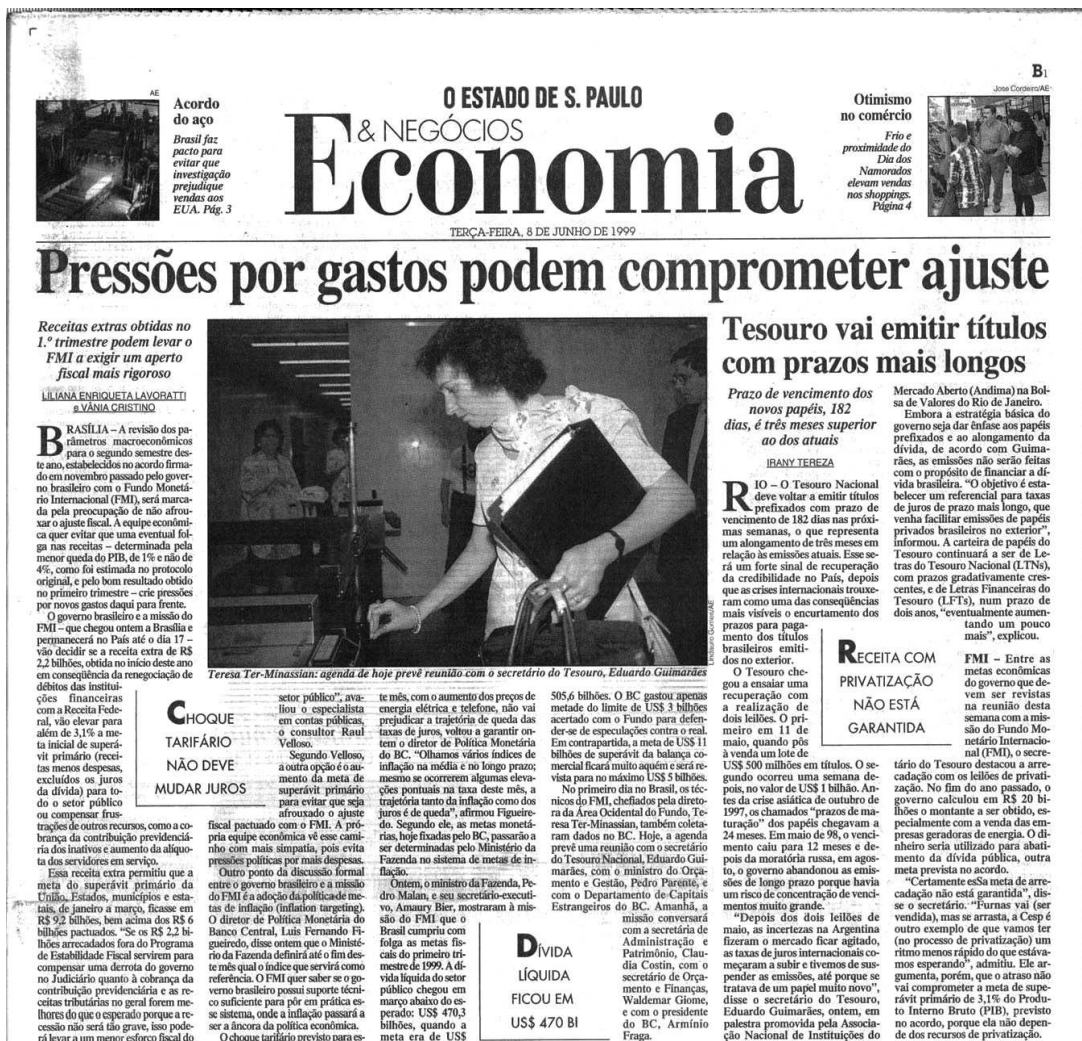 B1
AE
Acordo
do aço
Brasil faz
pacto para
evitar que
investigação
prejudique
vendas aos
EUA. Pág. 3
O ESTADO DE S. PAULO
& NEGÓCIOS
Economia
TERÇA-FEIRA, 8 DE JUNHO DE 1999
Jose Cordeiro/AE
Otimismo
no comércio
Frio e
proximidade do
Dia dos
Namorados
elevam vendas
nos shoppings.
Página 4
Pressões por gastos podem comprometer ajuste
Receitas extras obtidas no
1.º trimestre podem levar o
FMI a exigir um aperto
fiscal mais rigoroso
LILIANA ENRIQUETA LAVORATTI
e VÂNIA CRISTINO
BRASÍLIA – A revisão dos pa-
râmetros macroeconômicos
para o segundo semestre des-
te ano, estabelecidos no acordo firma-
do em novembro passado pelo gover-
no brasileiro com o Fundo Monetá-
rio Internacional (FMI), será marca-
da pela preocupação de não afrou-
xar o ajuste fiscal. A equipe econômi-
ca quer evitar que uma eventual fol-
ga nas receitas – determinada pela
menor queda do PIB, de 1% e não de
4%, como foi estimada no protocolo
original, e pelo bom resultado obtido
no primeiro trimestre – crie pressões
por novos gastos daqui para frente.
O governo brasileiro e a missão do
FMI – que chegou ontem a Brasília e
permanecerá no País até o dia 17 –
vão decidir se a receita extra de R$
2,2 bilhões, obtida no início deste ano
em conseqüência da renegociação de
débitos das institui-
ções financeiras
com a Receita Fede-
ral, vão elevar para
além de 3,1% a me-
ta inicial de superá-
vit primário (recei-
tas menos despesas,
excluídos os juros
da dívida) para to-
do o setor público
ou compensar frus-
trações de outros recursos, como a co-
brança da contribuição previdenciá-
ria dos inativos e aumento da alíquo-
ta dos servidores em serviço.
Essa receita extra permitiu que a
meta do superávit primário da
União, Estados, municípios e esta-
tais, de janeiro a março, ficasse em
R$ 9,2 bilhões, bem acima dos R$ 6
bilhões pactuados. “Se os R$ 2,2 bi-
lhões arrecadados fora do Programa
de Estabilidade Fiscal servirem para
compensar uma derrota do governo
no Judiciário quanto à cobrança da
contribuição previdenciária e as re-
ceitas tributárias no geral forem me-
lhores do que o esperado porque a re-
cessão não será tão grave, isso pode-
rá levar a um menor esforço fiscal do
Lindauro Gomes/AE
Teresa Ter-Minassian: agenda de hoje prevê reunião com o secretário do Tesouro, Eduardo Guimarães
CHOQUE
TARIFÁRIO
NÃO DEVE
MUDAR JUROS
setor público”, ava-
liou o especialista
em contas públicas,
o consultor Raul
Velloso.
Segundo Velloso,
a outra opção é o au-
mento da meta de
superávit primário
para evitar que seja
afrouxado o ajuste
fiscal pactuado com o FMI. A pró-
pria equipe econômica vê esse cami-
nho com mais simpatia, pois evita
pressões políticas por mais despesas.
Outro ponto da discussão formal
entre o governo brasileiro e a missão
do FMI é a adoção da política de me-
tas de inflação (inflation targeting).
O diretor de Política Monetária do
Banco Central, Luis Fernando Fi-
gueiredo, disse ontem que o Ministé-
rio da Fazenda definirá até o fim des-
te mês qual o índice que servirá como
referência. O FMI quer saber se o go-
verno brasileiro possui suporte técni-
co suficiente para pôr em prática es-
se sistema, onde a inflação passará a
ser a âncora da política econômica.
O choque tarifário previsto para es-
te mês, com o aumento dos preços de
energia elétrica e telefone, não vai
prejudicar a trajetória de queda das
taxas de juros, voltou a garantir on-
tem o diretor de Política Monetária
do BC. “Olhamos vários índices de
inflação na média e no longo prazo;
mesmo se ocorrerem algumas eleva-
ções pontuais na taxa deste mês, a
trajetória tanto da inflação como dos
juros é de queda”, afirmou Figueire-
do. Segundo ele, as metas monetá-
rias, hoje fixadas pelo BC, passarão a
ser determinadas pelo Ministério da
Fazenda no sistema de metas de in-
flação.
Ontem, o ministro da Fazenda, Pe-
dro Malan, e seu secretário-executi-
vo, Amaury Bier, mostraram à mis-
são do FMI que o
Brasil cumpriu com
folga as metas fis-
cais do primeiro tri-
mestre de 1999. A dí-
vida líquida do setor
público chegou em
março abaixo do es-
perado: US$ 470,3
bilhões, quando a
meta era de US$
DÍVIDA
LÍQUIDA
FICOU EM
US$ 470 BI
505,6 bilhões. O BC gastou apenas
metade do limite de US$ 3 bilhões
acertado com o Fundo para defen-
der-se de especulações contra o real.
Em contrapartida, a meta de US$ 11
bilhões de superávit da balança co-
mercial ficará muito aquém e será re-
vista para no máximo US$ 5 bilhões.
No primeiro dia no Brasil, os téc-
nicos do FMI, chefiados pela direto-
ra da Área Ocidental do Fundo, Te-
resa Ter-Minassian, também coleta-
ram dados no BC. Hoje, a agenda
prevê uma reunião com o secretário
do Tesouro Nacional, Eduardo Gui-
marães, com o ministro do Orça-
mento e Gestão, Pedro Parente, e
com o Departamento de Capitais
Estrangeiros do BC. Amanhã, a
missão conversará
com a secretária de
Administração e
Patrimônio, Clau-
dia Costin, com o
secretário de Orça-
mento e Finanças,
Waldemar Giome,
e com o presidente
do BC, Armínio
Fraga.
Tesouro vai emitir títulos
com prazos mais longos
Prazo de vencimento dos
novos papéis, 182
dias, é três meses superior
ao dos atuais
IRANY TEREZA
RIO – O Tesouro Nacional
deve voltar a emitir títulos
prefixados com prazo de
vencimento de 182 dias nas próxi-
mas semanas, o que representa
um alongamento de três meses em
relação às emissões atuais. Esse se-
rá um forte sinal de recuperação
da credibilidade no País, depois
que as crises internacionais trouxe-
ram como uma das conseqüências
mais visíveis o encurtamento dos
prazos para paga-
mento dos títulos
brasileiros emiti-
dos no exterior.
O Tesouro che-
gou a ensaiar uma
recuperação com
a realização de
dois leilões. O pri-
meiro em 11 de
maio, quando pôs
à venda um lote de
US$ 500 milhões em títulos. O se-
gundo ocorreu uma semana de-
pois, no valor de US$ 1 bilhão. An-
tes da crise asiática de outubro de
1997, os chamados “prazos de ma-
turação” dos papéis chegavam a
24 meses. Em maio de 98, o venci-
mento caiu para 12 meses e de-
pois da moratória russa, em agos-
to, o governo abandonou as emis-
sões de longo prazo porque havia
um risco de concentração de venci-
mentos muito grande.
“Depois dos dois leilões de
maio, as incertezas na Argentina
fizeram o mercado ficar agitado,
as taxas de juros internacionais co-
meçaram a subir e tivemos de sus-
pender as emissões, até porque se
tratava de um papel muito novo”,
disse o secretário do Tesouro,
Eduardo Guimarães, ontem, em
palestra promovida pela Associa-
ção Nacional de Instituições do
RECEITA COM
PRIVATIZAÇÃO
NÃO ESTÁ
GARANTIDA
Mercado Aberto (Andima) na Bol-
sa de Valores do Rio de Janeiro.
Embora a estratégia básica do
governo seja dar ênfase aos papéis
prefixados e ao alongamento da
dívida, de acordo com Guima-
rães, as emissões não serão feitas
com o propósito de financiar a dí-
vida brasileira. “O objetivo é esta-
belecer um referencial para taxas
de juros de prazo mais longo, que
venha facilitar emissões de papéis
privados brasileiros no exterior”,
informou. A carteira de papéis do
Tesouro continuará a ser de Le-
tras do Tesouro Nacional (LTNs),
com prazos gradativamente cres-
centes, e de Letras Financeiras do
Tesouro (LFTs), num prazo de
dois anos, “eventualmente aumen-
tando um pouco
mais”, explicou.
FMI – Entre as
metas econômicas
do governo que de-
vem ser revistas
na reunião desta
semana com a mis-
são do Fundo Mo-
netário Internacio-
nal (FMI), o secre-
tário do Tesouro destacou a arre-
cadação com os leilões de privati-
zação. No fim do ano passado, o
governo calculou em R$ 20 bi-
lhões o montante a ser obtido, es-
pecialmente com a venda das em-
presas geradoras de energia. O di-
nheiro seria utilizado para abati-
mento da dívida pública, outra
meta prevista no acordo.
“Certamente esSa meta de arre-
cadação não está garantida”, dis-
se o secretário. “Furnas vai (ser
vendida), mas se arrasta, a Cesp é
outro exemplo de que vamos ter
(no processo de privatização) um
ritmo menos rápido do que estáva-
mos esperando”, admitiu. Ele ar-
gumenta, porém, que o atraso não
vai comprometer a meta de supe-
rávit primário de 3,1% do Produ-
to Interno Bruto (PIB), previsto
no acordo, porque ela não depen-
de dos recursos de privatização.